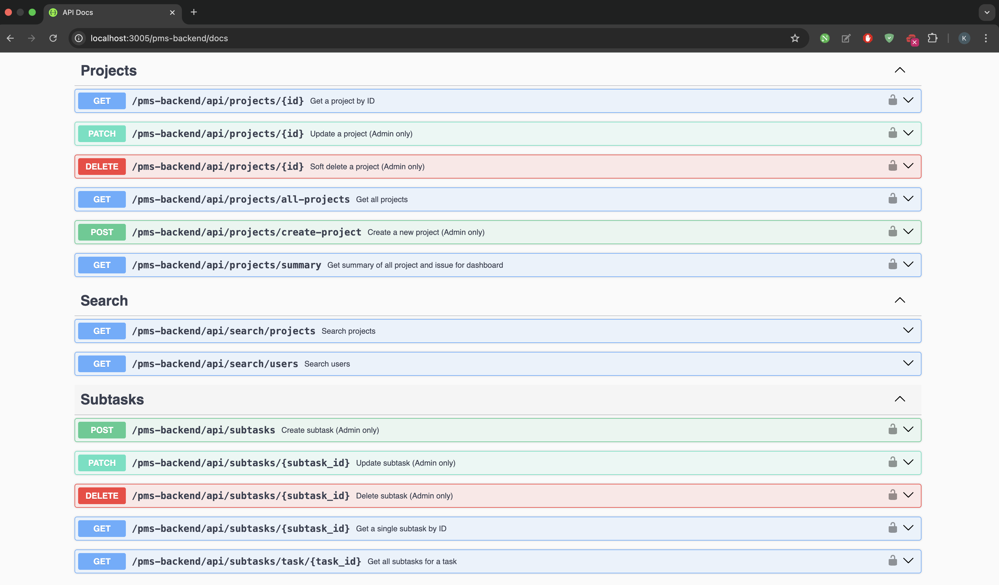 API Docs
localhost:3005/pms-backend/docs
K
Projects
GET /pms-backend/api/projects/{id} Get a project by ID
PATCH /pms-backend/api/projects/{id} Update a project (Admin only)
DELETE /pms-backend/api/projects/{id} Soft delete a project (Admin only)
GET /pms-backend/api/projects/all-projects Get all projects
POST /pms-backend/api/projects/create-project Create a new project (Admin only)
GET /pms-backend/api/projects/summary Get summary of all project and issue for dashboard
Search
GET /pms-backend/api/search/projects Search projects
GET /pms-backend/api/search/users Search users
Subtasks
POST /pms-backend/api/subtasks Create subtask (Admin only)
PATCH /pms-backend/api/subtasks/{subtask_id} Update subtask (Admin only)
DELETE /pms-backend/api/subtasks/{subtask_id} Delete subtask (Admin only)
GET /pms-backend/api/subtasks/{subtask_id} Get a single subtask by ID
GET /pms-backend/api/subtasks/task/{task_id} Get all subtasks for a task